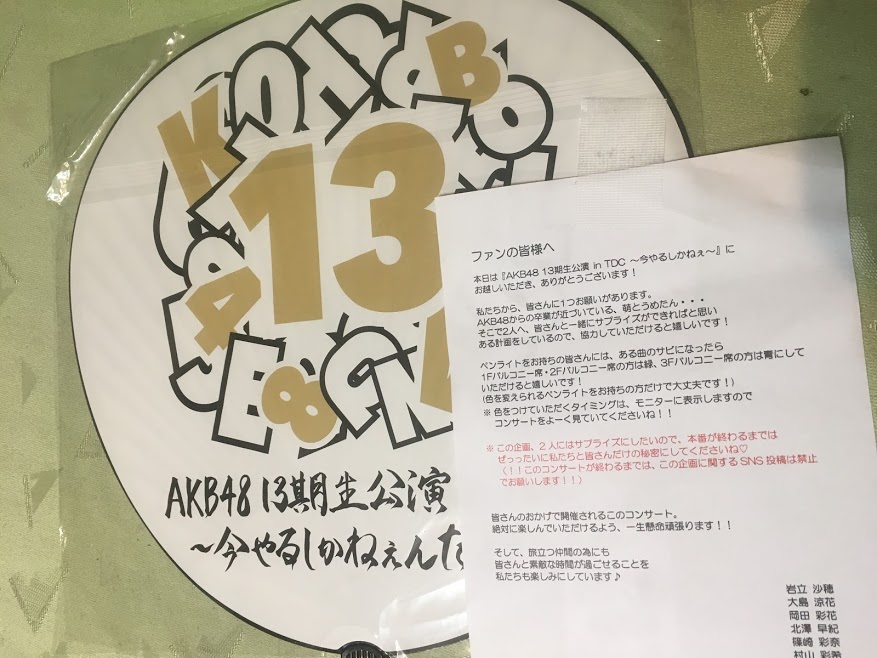 13
AKB48 13期生公演
～今やるしかねぇんだ
ファンの皆様へ
本日は『AKB48 13期生公演 in TDC ～今やるしかねぇ～』に
お越しいただき、ありがとうございます！
私たちから、皆さんに1つお願いがあります。
AKB48からの卒業が近づいている、萌とうめたん・・・
そこで2人へ、皆さんと一緒にサプライズができればと思い
ある計画をしているので、協力していただけると嬉しいです！
ペンライトをお持ちの皆さんには、ある曲のサビになったら
1Fバルコニー席・2Fバルコニー席の方は緑、3Fバルコニー席の方は青にして
いただけると嬉しいです！
(色を変えられるペンライトをお持ちの方だけで大丈夫です！)
※ 色をつけていただくタイミングは、モニターに表示しますので
コンサートをよーく見ていてくださいね！！
※ この企画、2人にはサプライズにしたいので、本番が終わるまでは
ぜっったいに私たちと皆さんだけの秘密にしてくださいね♡
（！！このコンサートが終わるまでは、この企画に関するSNS投稿は禁止
でお願いします！！）
皆さんのおかげで開催されるこのコンサート。
絶対に楽しんでいただけるよう、一生懸命頑張ります！！
そして、旅立つ仲間の為にも
皆さんと素敵な時間が過ごせることを
私たちも楽しみにしています♪
岩立 沙穂
大島 涼花
岡田 彩花
北澤 早紀
篠崎 彩奈
村山 彩希